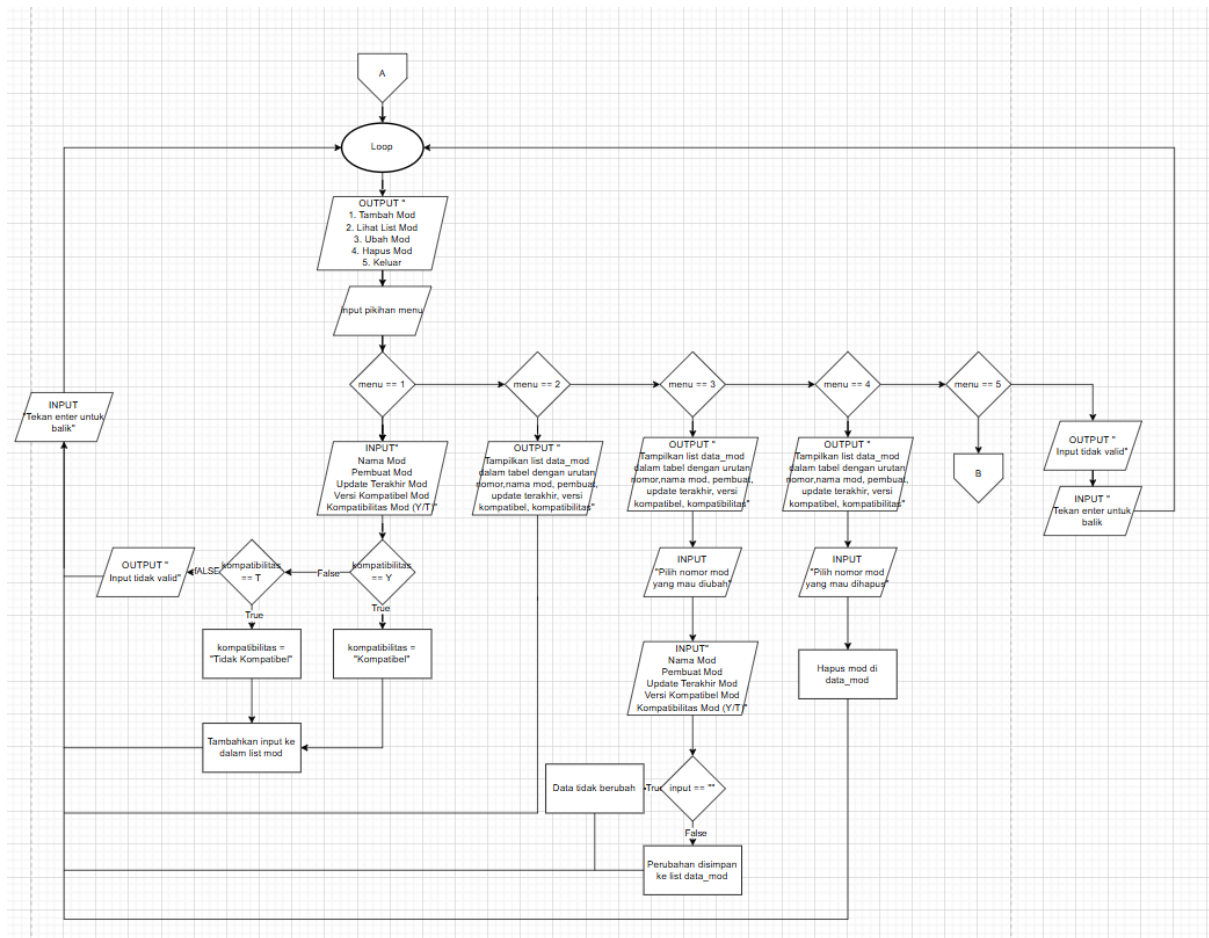 A
Loop
OUTPUT "
1. Tambah Mod
2. Lihat List Mod
3. Ubah Mod
4. Hapus Mod
5. Keluar
Input pikihan menu
menu == 1
menu == 2
menu == 3
menu == 4
menu == 5
INPUT
"Tekan enter untuk
balik"
INPUT"
Nama Mod
Pembuat Mod
Update Terakhir Mod
Versi Kompatibel Mod
Kompatibilitas Mod (Y/T)"
OUTPUT "
Tampilkan list data_mod
dalam tabel dengan urutan
nomor,nama mod, pembuat,
update terakhir, versi
kompatibel, kompatibilitas"
OUTPUT "
Tampilkan list data_mod
dalam tabel dengan urutan
nomor,nama mod, pembuat,
update terakhir, versi
kompatibel, kompatibilitas"
OUTPUT "
Tampilkan list data_mod
dalam tabel dengan urutan
nomor,nama mod, pembuat,
update terakhir, versi
kompatibel, kompatibilitas"
B
OUTPUT "
Input tidak valid"
INPUT "
Tekan enter untuk
balik
OUTPUT "
Input tidak valid"
fALSE
kompatibilitas
== T
False
kompatibilitas
== Y
True
True
kompatibilitas =
"Tidak Kompatibel"
kompatibilitas =
"Kompatibel"
Tambahkan input ke
dalam list mod
INPUT
"Pilih nomor mod
yang mau diubah"
INPUT
"Pilih nomor mod
yang mau dihapus"
INPUT"
Nama Mod
Pembuat Mod
Update Terakhir Mod
Versi Kompatibel Mod
Kompatibilitas Mod (Y/T)"
Hapus mod di
data_mod
Data tidak berubah
True
input == ""
False
Perubahan disimpan
ke list data_mod